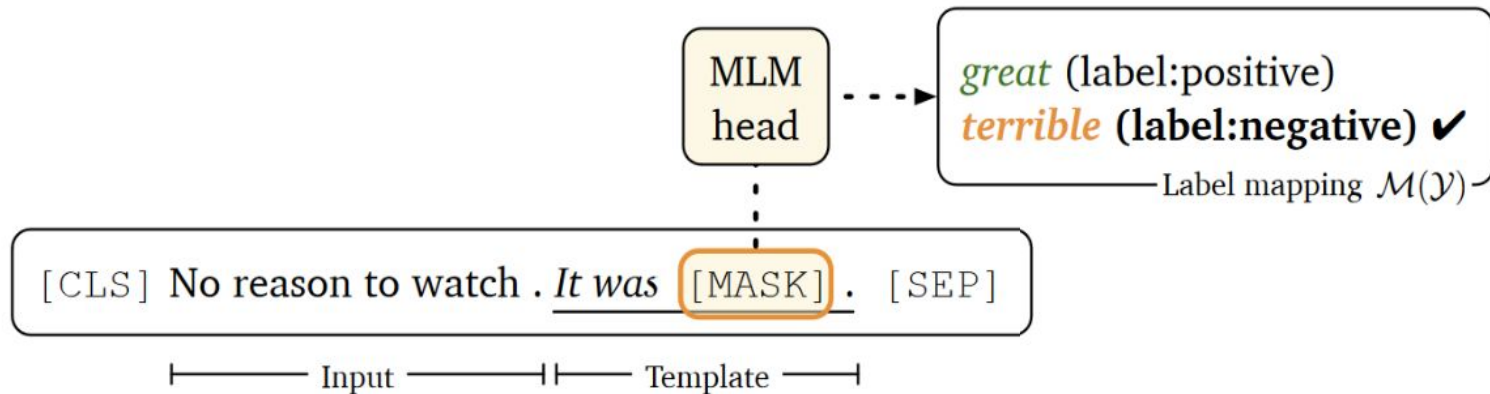 MLM
head
great (label:positive)
terrible (label:negative) ✔
Label mapping M(Y)
[CLS] No reason to watch . It was [MASK] . [SEP]
Input
Template